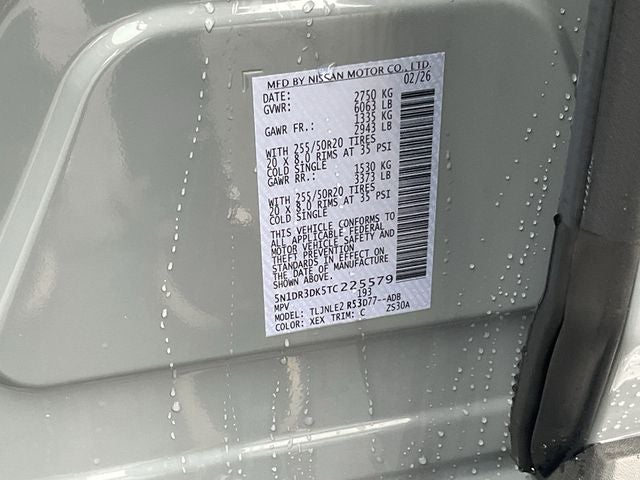 MFD BY NISSAN MOTOR CO., LTD.
DATE: 02/26
GVWR: 2750 KG
6063 LB
GAWR FR.: 1335 KG
2943 LB
WITH 255/50R20 TIRES
20 X 8.0 RIMS AT 35 PSI
COLD SINGLE
GAWR RR.: 1530 KG
3373 LB
WITH 255/50R20 TIRES
20 X 8.0 RIMS AT 35 PSI
COLD SINGLE
THIS VEHICLE CONFORMS TO
ALL APPLICABLE FEDERAL
MOTOR VEHICLE SAFETY AND
THEFT PREVENTION
STANDARDS IN EFFECT ON
THE DATE OF MANUFACTURE
SHOWN ABOVE.
5N1DR3DK5TC225579
MPV 193
MODEL: TLJNLE2 R53D77--ADB
COLOR: XEX TRIM: C ZS30A